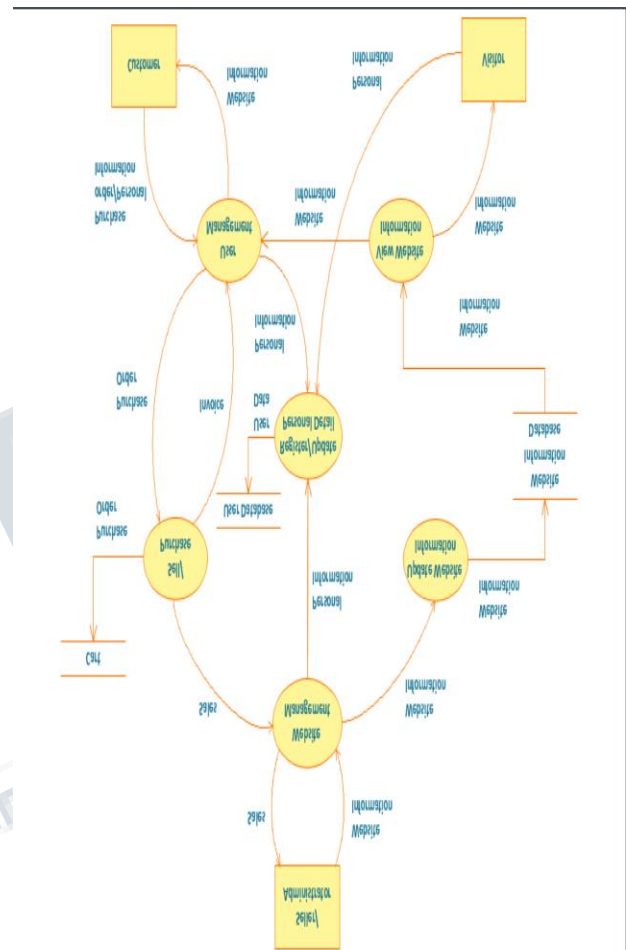 Seller/
Administrator
Sales
Website
Information
Website
Management
Sales
Website
Information
Cart
Personal
Information
Sell/
Purchase
Update Website
Information
Website
Information
Purchase
Order
User Database
Website
Information
Database
Register/Update
Personal Detail
User
Data
Purchase
Order
Invoice
Personal
Information
Website
Information
User
Management
View Website
Information
Website
Information
Website
Information
Purchase
order/Personal
Information
Website
Information
Personal
Information
Customer
Visitor